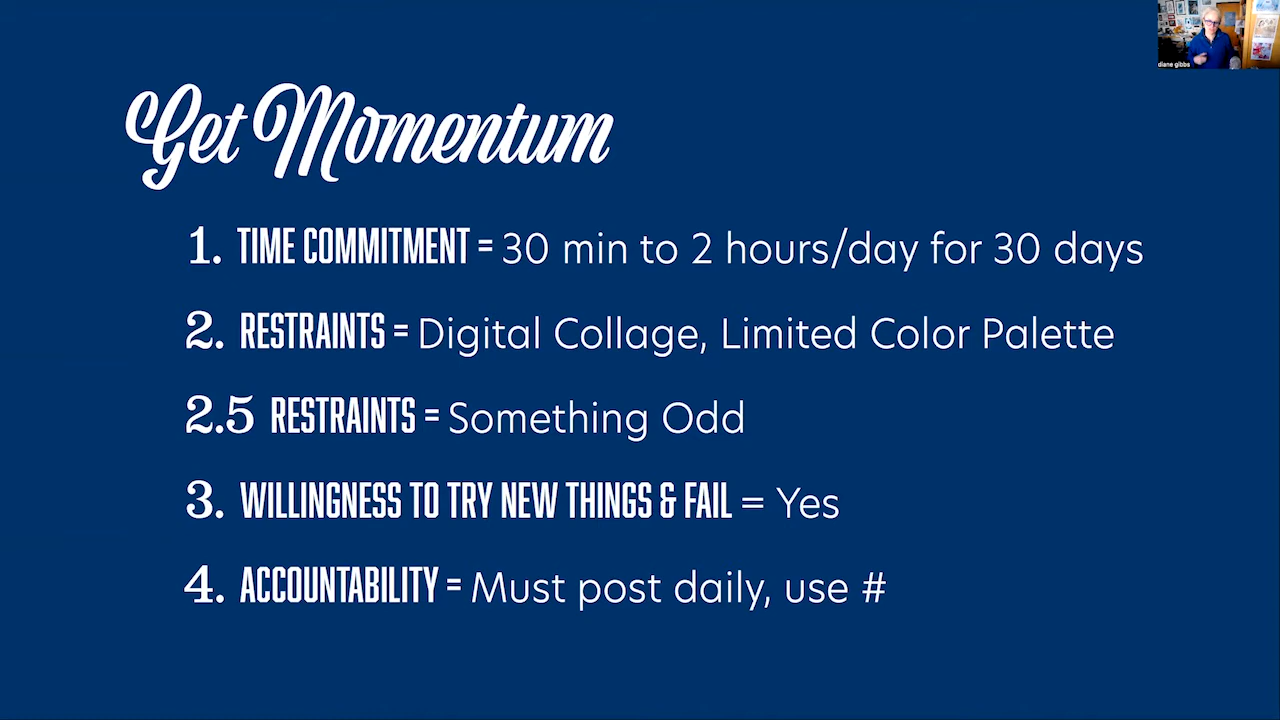 diane gibbs
Get Momentum
1. TIME COMMITMENT = 30 min to 2 hours/day for 30 days
2. RESTRAINTS = Digital Collage, Limited Color Palette
2.5 RESTRAINTS = Something Odd
3. WILLINGNESS TO TRY NEW THINGS & FAIL = Yes
4. ACCOUNTABILITY = Must post daily, use #